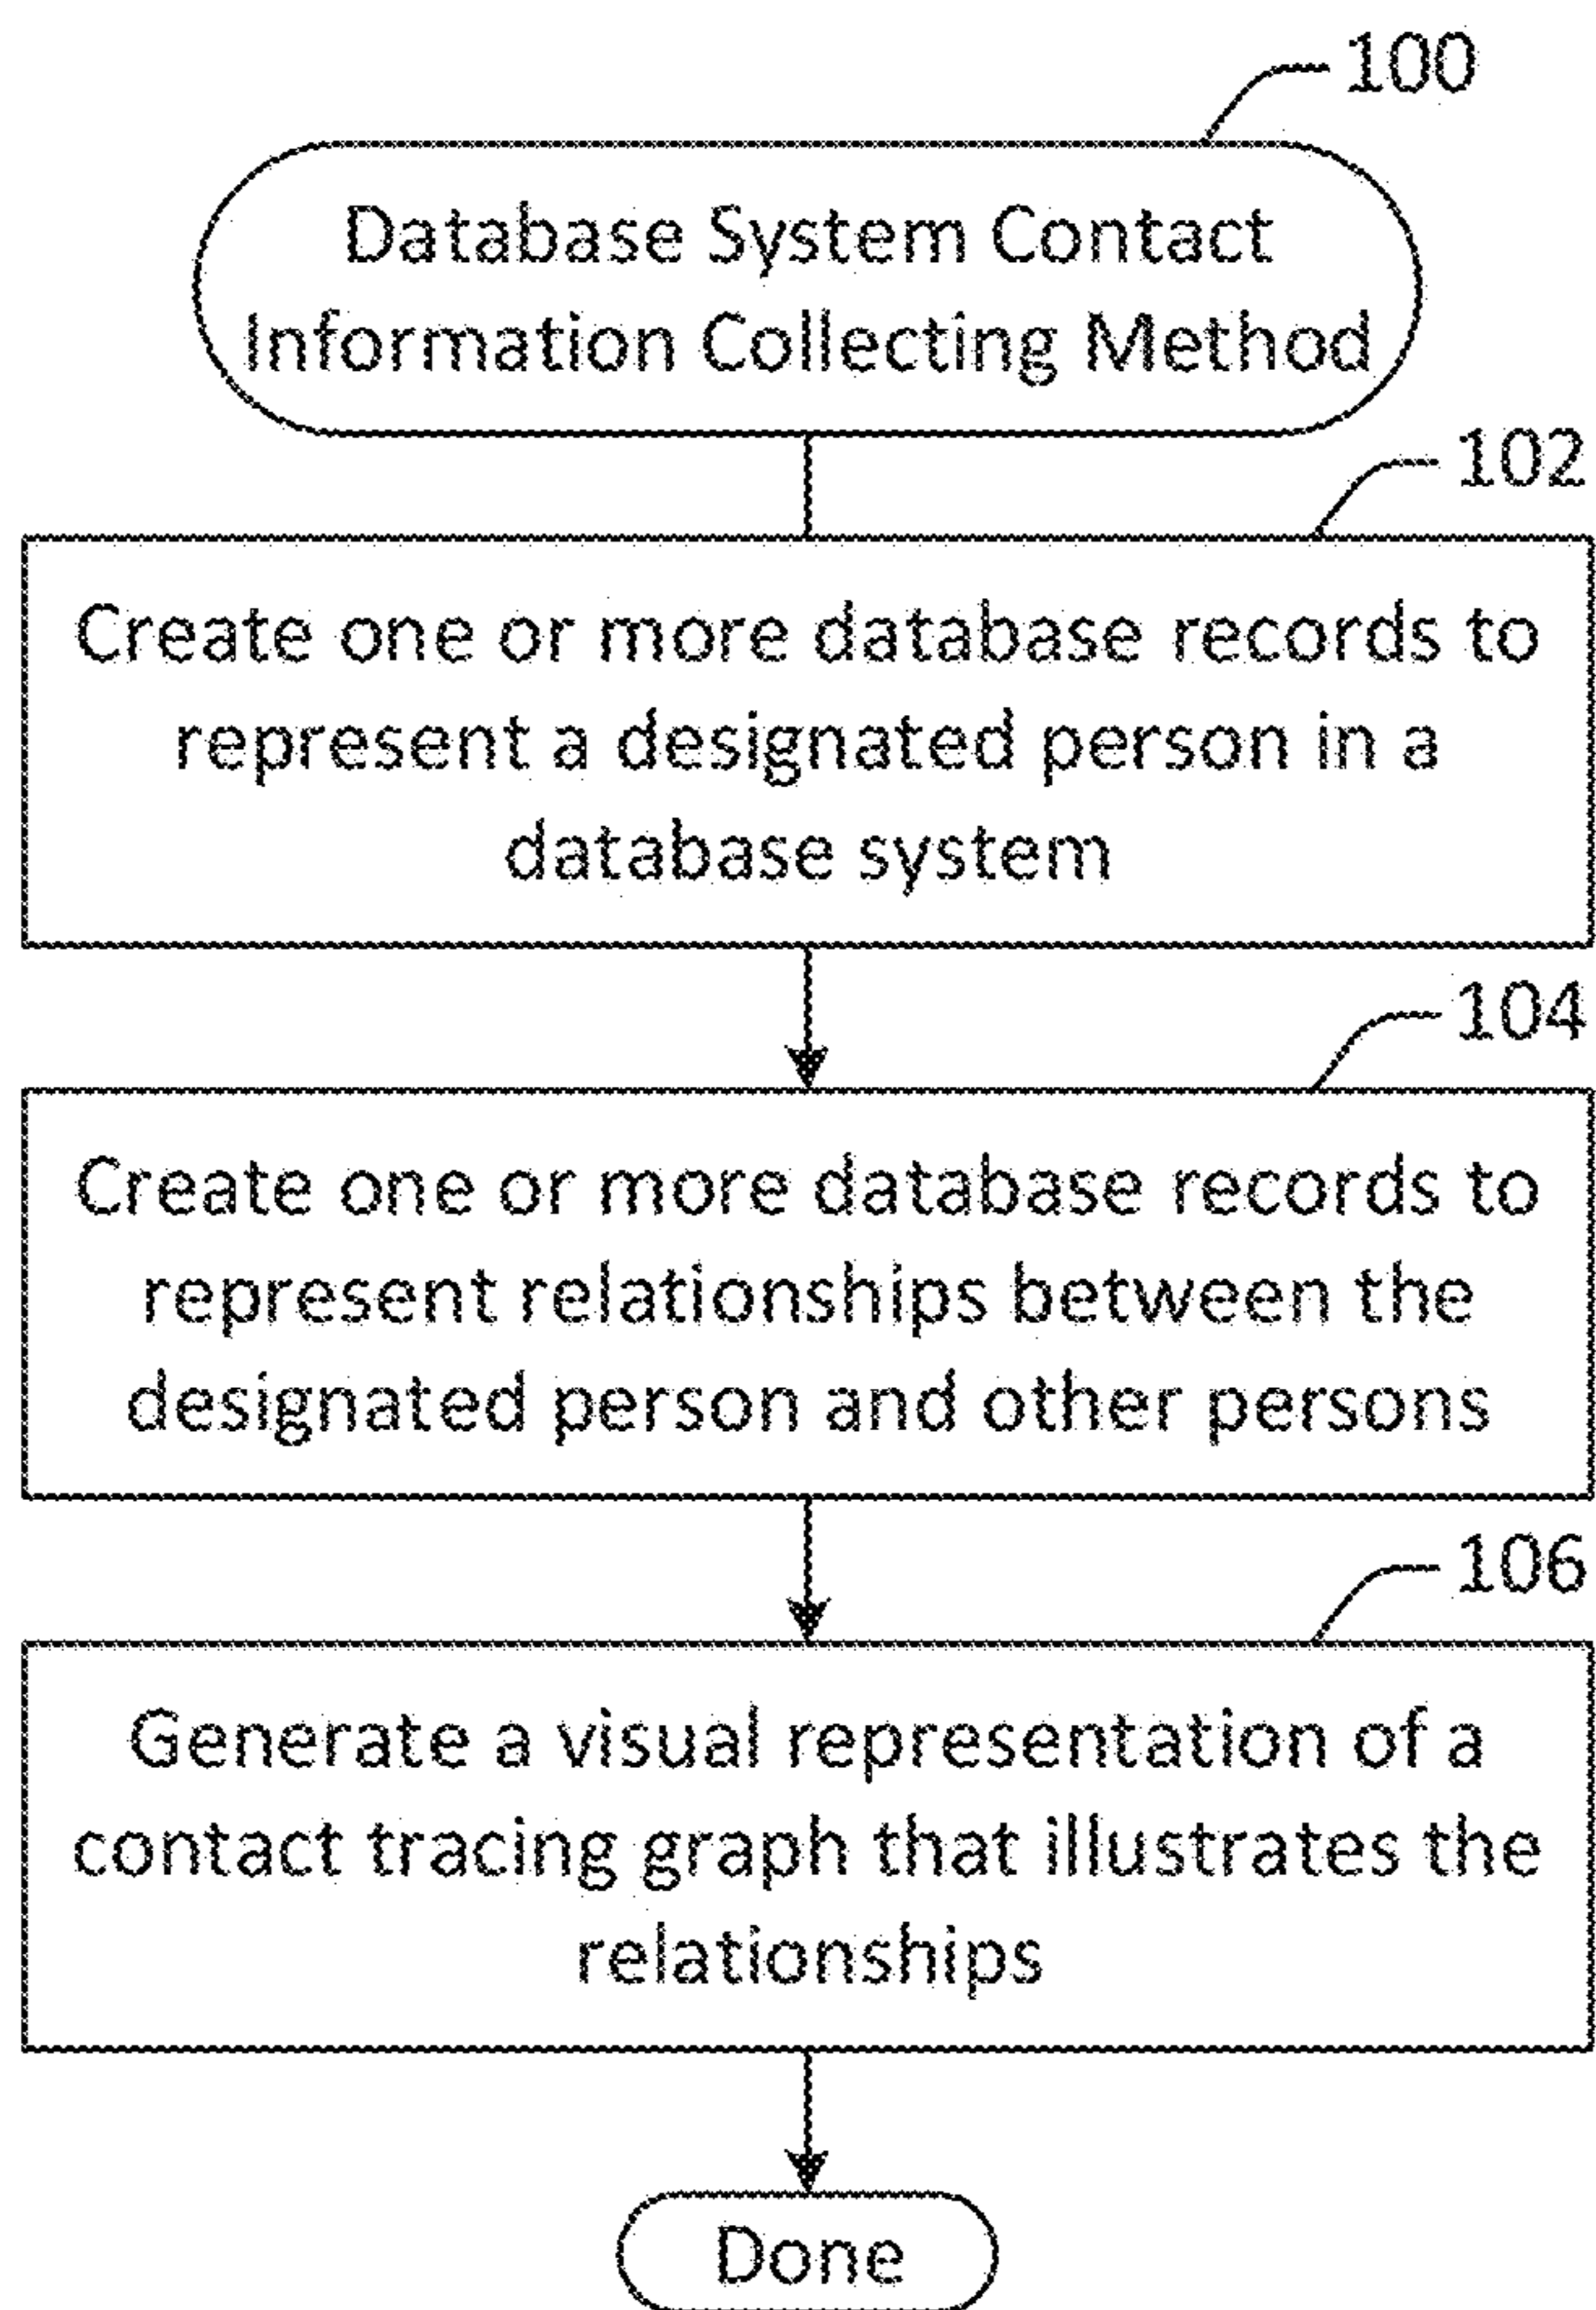 100
Database System Contact
Information Collecting Method
102
Create one or more database records to
represent a designated person in a
database system
104
Create one or more database records to
represent relationships between the
designated person and other persons
106
Generate a visual representation of a
contact tracing graph that illustrates the
relationships
Done